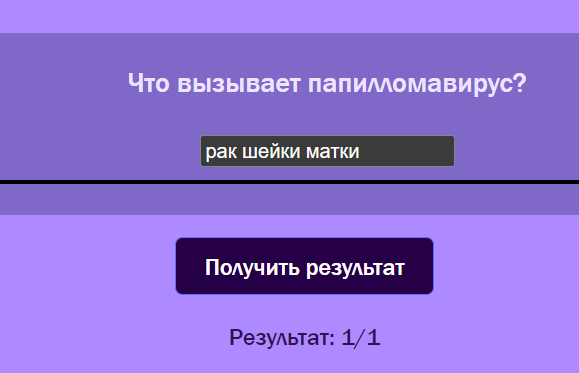 Что вызывает папилломавирус?
рак шейки матки
Получить результат
Результат: 1/1